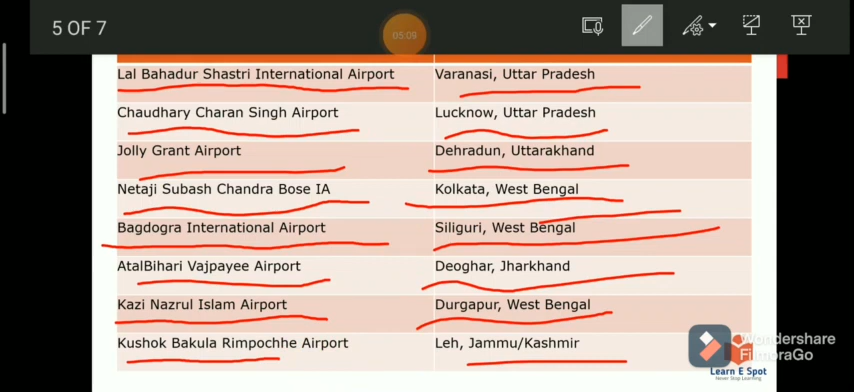 5 OF 7
05:09
Lal Bahadur Shastri International Airport Varanasi, Uttar Pradesh
Chaudhary Charan Singh Airport Lucknow, Uttar Pradesh
Jolly Grant Airport Dehradun, Uttarakhand
Netaji Subash Chandra Bose IA Kolkata, West Bengal
Bagdogra International Airport Siliguri, West Bengal
AtalBihari Vajpayee Airport Deoghar, Jharkhand
Kazi Nazrul Islam Airport Durgapur, West Bengal
Kushok Bakula Rimpochhe Airport Leh, Jammu/Kashmir
Wondershare
FilmoraGo
Learn E Spot
Never Stop Learning